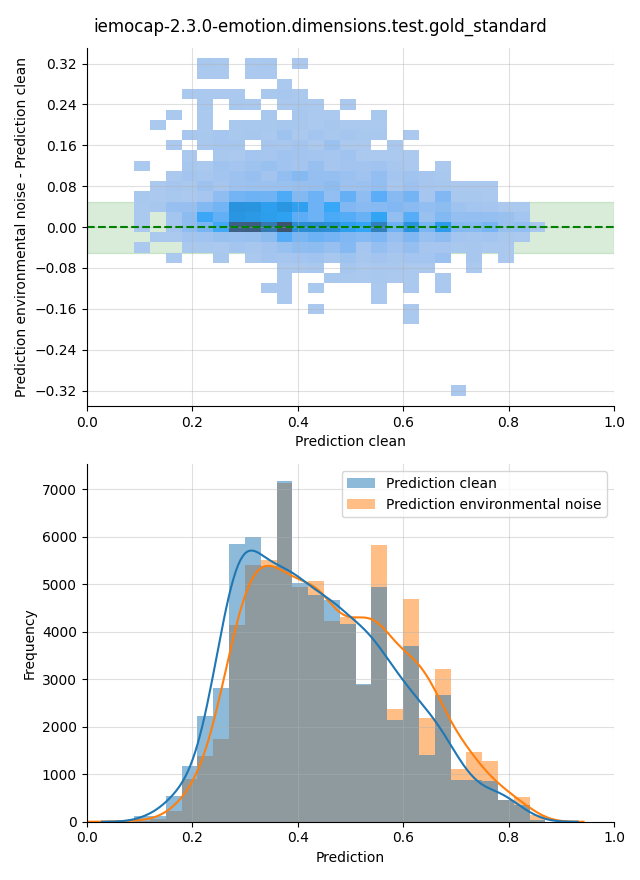 iemocap-2.3.0-emotion.dimensions.test.gold_standard
Prediction environmental noise - Prediction clean
0.32
0.24
0.16
0.08
0.00
−0.08
−0.16
−0.24
−0.32
0.0 0.2 0.4 0.6 0.8 1.0
Prediction clean
Prediction clean
Prediction environmental noise
Frequency
7000
6000
5000
4000
3000
2000
1000
0
0.0 0.2 0.4 0.6 0.8 1.0
Prediction